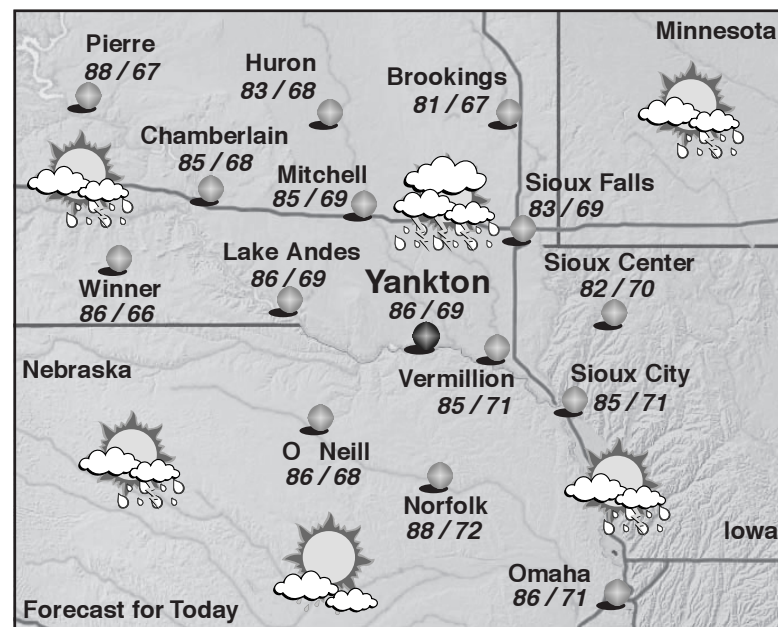 Minnesota
Pierre
88 / 67
Huron
83 / 68
Brookings
81 / 67
Chamberlain
85 / 68
Mitchell
85 / 69
Sioux Falls
83 / 69
Lake Andes
86 / 69
Yankton
86 / 69
Sioux Center
82 / 70
Winner
86 / 66
Nebraska
Vermillion
85 / 71
Sioux City
85 / 71
O Neill
86 / 68
Norfolk
88 / 72
Iowa
Omaha
86 / 71
Forecast for Today